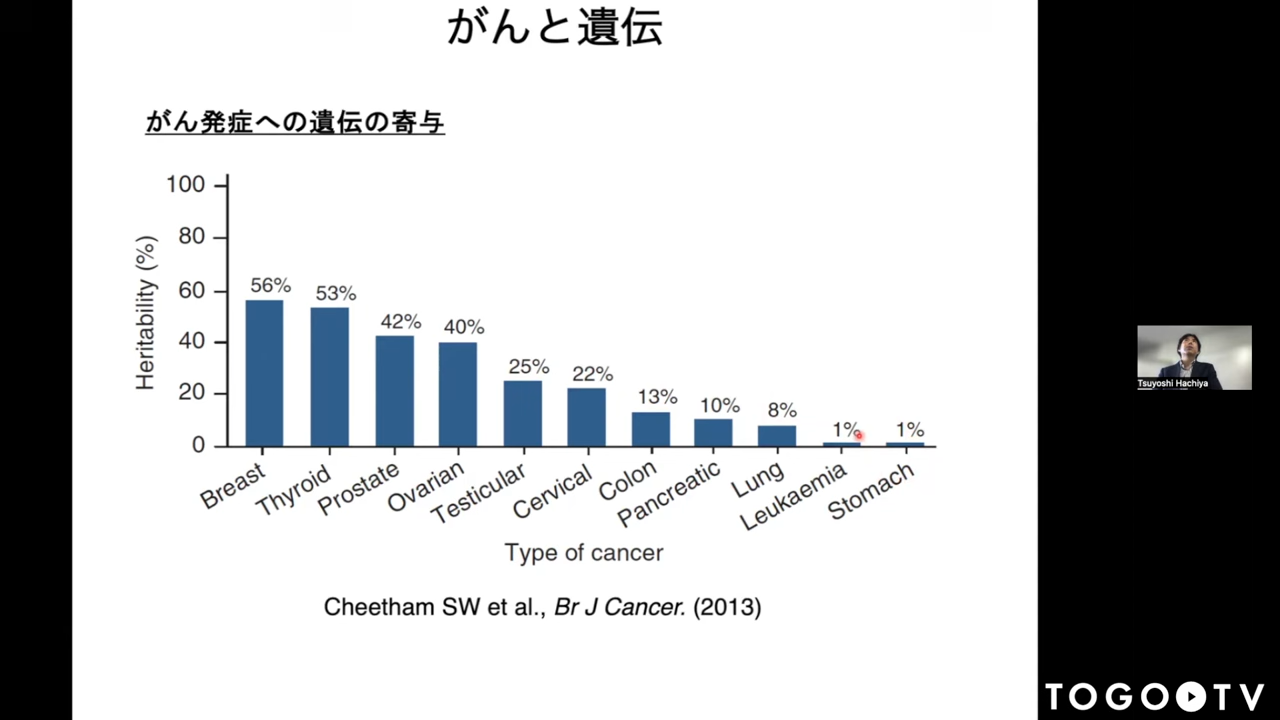 がんと遺伝
がん発症への遺伝の寄与
Heritability (%)
100
80
60
40
20
0
56%
53%
42%
40%
25%
22%
13%
10%
8%
1%
1%
Breast
Thyroid
Prostate
Ovarian
Testicular
Cervical
Colon
Pancreatic
Lung
Leukaemia
Stomach
Type of cancer
Cheetham SW et al., Br J Cancer. (2013)
Tsuyoshi Hachiya
TOGO TV